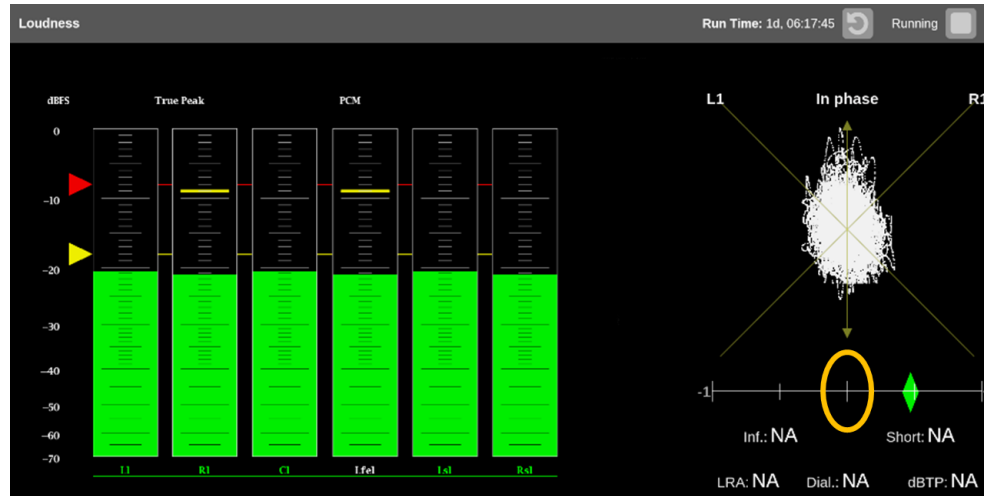 Loudness
Run Time: 1d, 06:17:45
Running
dBFS
True Peak
PCM
0
-10
-20
-30
-40
-50
-60
-70
L1
R1
C1
Lfe1
Ls1
Rs1
L1
In phase
R1
-1
Inf.: NA
Short: NA
LRA: NA
Dial.: NA
dBTP: NA